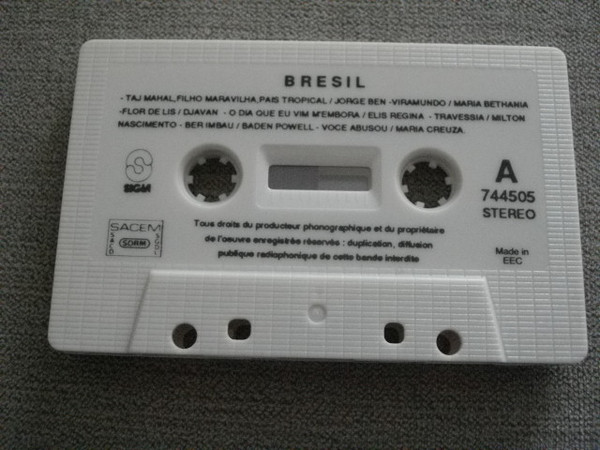 BRESIL
- TAJ MAHAL,FILHO MARAVILHA,PAIS TROPICAL / JORGE BEN -VIRAMUNDO / MARIA BETHANIA
-FLOR DE LIS / DJAVAN - O DIA QUE EU VIM M'EMBORA / ELIS REGINA - TRAVESSIA / MILTON
NASCIMENTO - BER IMBAU / BADEN POWELL - VOCE ABUSOU / MARIA CREUZA.
SIGLA
A
744505
STEREO
SACEM
SACD
SDRM
SGDL
Tous droits du producteur phonographique et du propriétaire
de l'oeuvre enregistrée réservés : duplication, diffusion
publique radiophonique de cette bande interdite
Made in
EEC